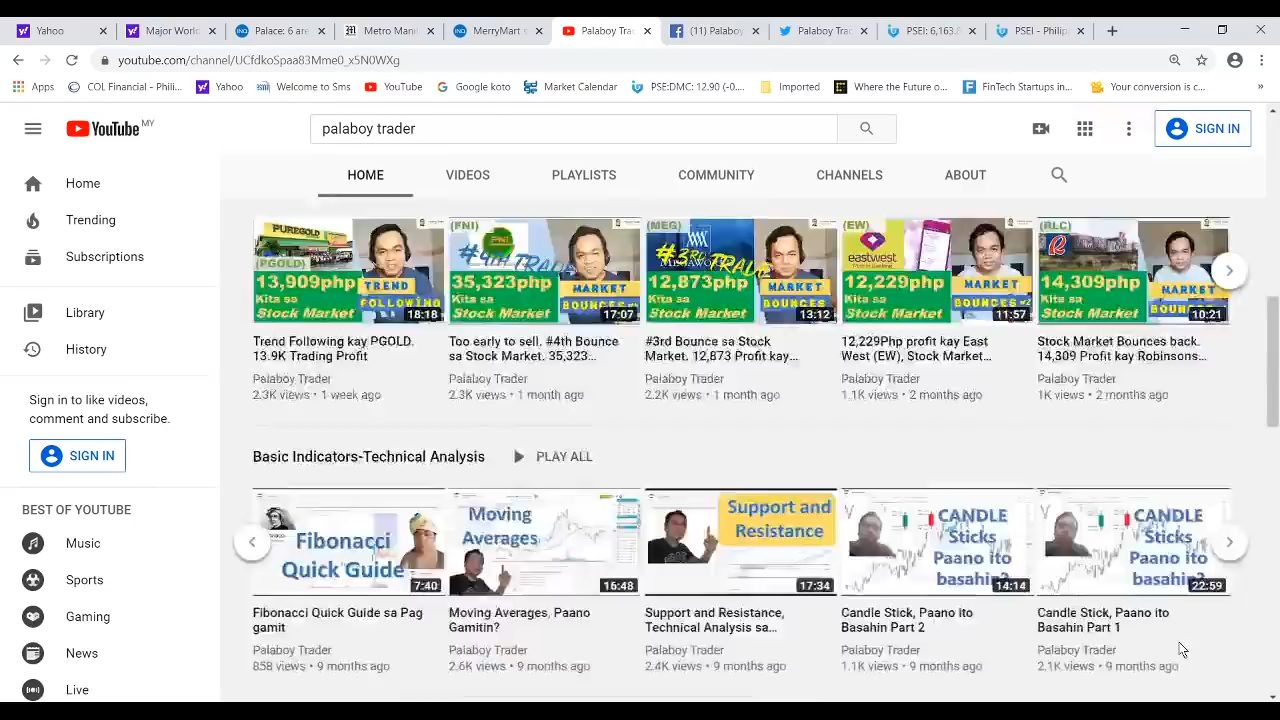 Yahoo
Major World
Palace: 6 are
Metro Man
MerryMart
Palaboy Tra
(11) Palaboy
Palaboy Trad
PSEI: 6,163.
PSEI - Philip
youtube.com/channel/UCfdkoSpaa83Mme0_x5N0WXg
Apps
COL Financial - Phili...
Yahoo
Welcome to Sms
YouTube
Google koto
Market Calendar
PSE:DMC: 12.90 (-0....
Imported
Where the Future o...
FinTech Startups in...
Your conversion is c...
»
YouTube MY
palaboy trader
SIGN IN
HOME
VIDEOS
PLAYLISTS
COMMUNITY
CHANNELS
ABOUT
Home
Trending
Subscriptions
Library
History
Sign in to like videos,
comment and subscribe.
SIGN IN
BEST OF YOUTUBE
Music
Sports
Gaming
News
Live
PUREGOLD
(PGOLD)
13,909php
Kita sa
Stock Market
TREND
FOLLOWING
18:18
Trend Following kay PGOLD.
13.9K Trading Profit
Palaboy Trader
2.3K views • 1 week ago
(FNI)
FNI
#4TH TRADE
35,323php
Kita sa
Stock Market
MARKET
BOUNCES
17:07
Too early to sell. #4th Bounce
sa Stock Market. 35,323...
Palaboy Trader
2.3K views • 1 month ago
(MEG)
#3RD TRADE
12,873php
Kita sa
Stock Market
MARKET
BOUNCES
13:12
#3rd Bounce sa Stock
Market. 12,873 Profit kay...
Palaboy Trader
2.2K views • 1 month ago
(EW)
eastwest
12,229php
Kita sa
Stock Market
MARKET
BOUNCES
11:57
12,229Php profit kay East
West (EW), Stock Market...
Palaboy Trader
1.1K views • 2 months ago
(RLC)
14,309php
Kita sa
Stock Market
MARKET
BOUNCES
10:21
Stock Market Bounces back.
14,309 Profit kay Robinsons...
Palaboy Trader
1K views • 2 months ago
Basic Indicators-Technical Analysis
PLAY ALL
Fibonacci
Quick Guide
7:40
Fibonacci Quick Guide sa Pag
gamit
Palaboy Trader
858 views • 9 months ago
Moving
Averages
16:48
Moving Averages, Paano
Gamitin?
Palaboy Trader
2.6K views • 9 months ago
Support and
Resistance
17:34
Support and Resistance,
Technical Analysis sa...
Palaboy Trader
2.4K views • 9 months ago
CANDLE
Sticks
Paano ito
basahin?
14:14
Candle Stick, Paano ito
Basahin Part 2
Palaboy Trader
1.1K views • 9 months ago
CANDLE
Sticks
Paano ito
basahin?
22:59
Candle Stick, Paano ito
Basahin Part 1
Palaboy Trader
2.1K views • 9 months ago